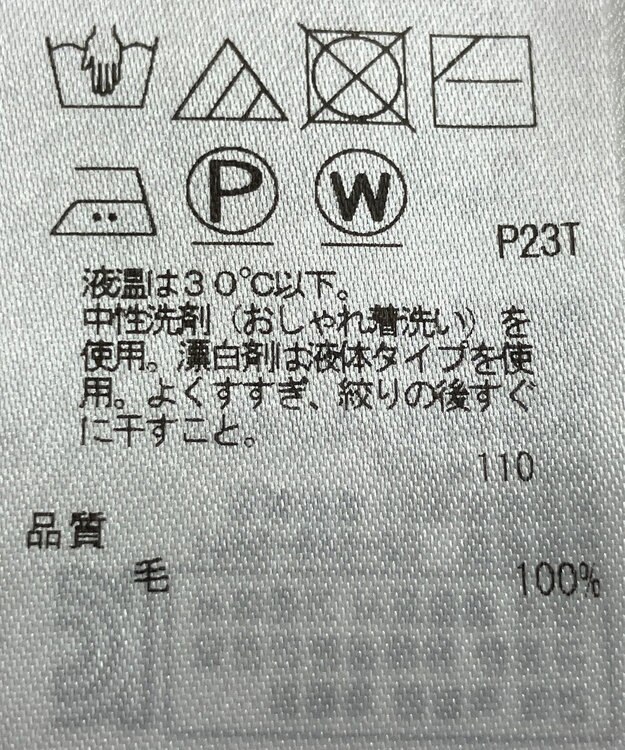 P
W
P23T
液温は30℃以下。
中性洗剤（おしゃれ着洗い）を
使用。漂白剤は液体タイプを使
用。よくすすぎ、絞りの後すぐ
に干すこと。
110
品質
毛 100%